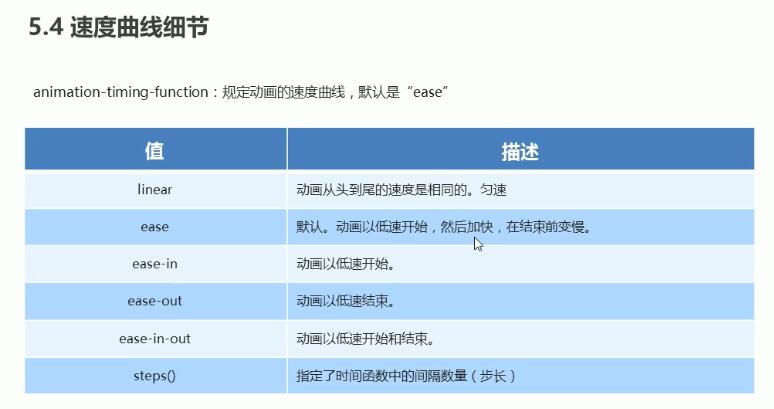 5.4 速度曲线细节
animation-timing-function：规定动画的速度曲线，默认是“ease”
值 描述
linear 动画从头到尾的速度是相同的。匀速
ease 默认。动画以低速开始，然后加快，在结束前变慢。
ease-in 动画以低速开始。
ease-out 动画以低速结束。
ease-in-out 动画以低速开始和结束。
steps() 指定了时间函数中的间隔数量（步长）